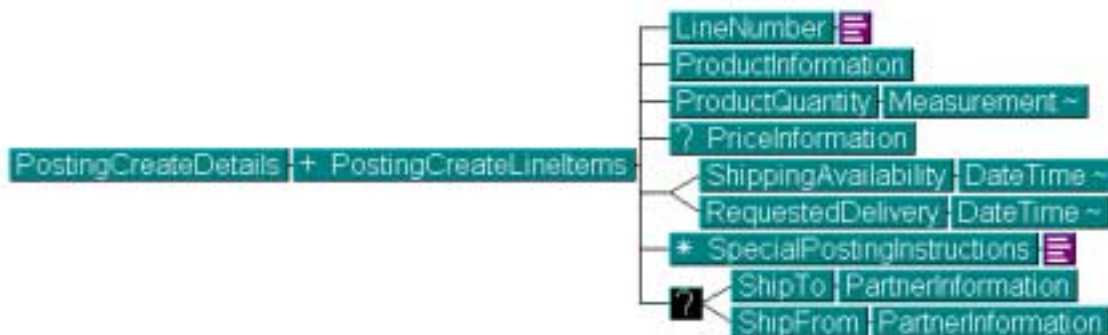 LineNumber
ProductInformation
ProductQuantity Measurement ~
? PriceInformation
PostingCreateDetails + PostingCreateLineItems
ShippingAvailability DateTime ~
RequestedDelivery DateTime ~
* SpecialPostingInstructions
? ShipTo PartnerInformation
ShipFrom PartnerInformation